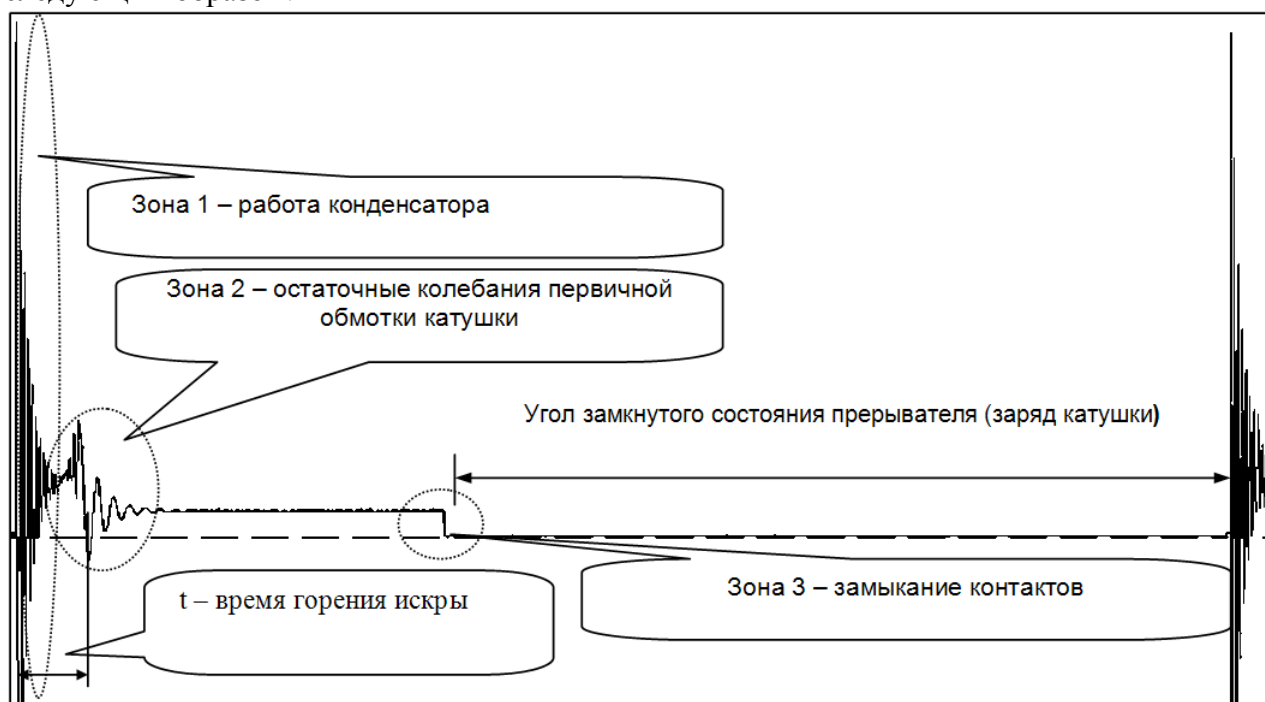 Зона 1 – работа конденсатора
Зона 2 – остаточные колебания первичной
обмотки катушки
Угол замкнутого состояния прерывателя (заряд катушки)
Зона 3 – замыкание контактов
t – время горения искры